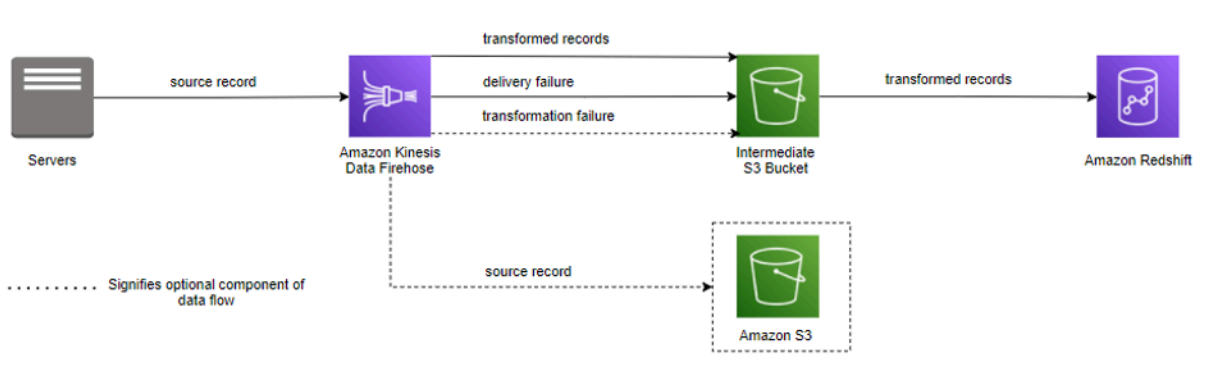 transformed records
source record
delivery failure
transformed records
transformation failure
Servers
Amazon Kinesis
Data Firehose
Intermediate
S3 Bucket
Amazon Redshift
source record
Signifies optional component of
data flow
Amazon S3